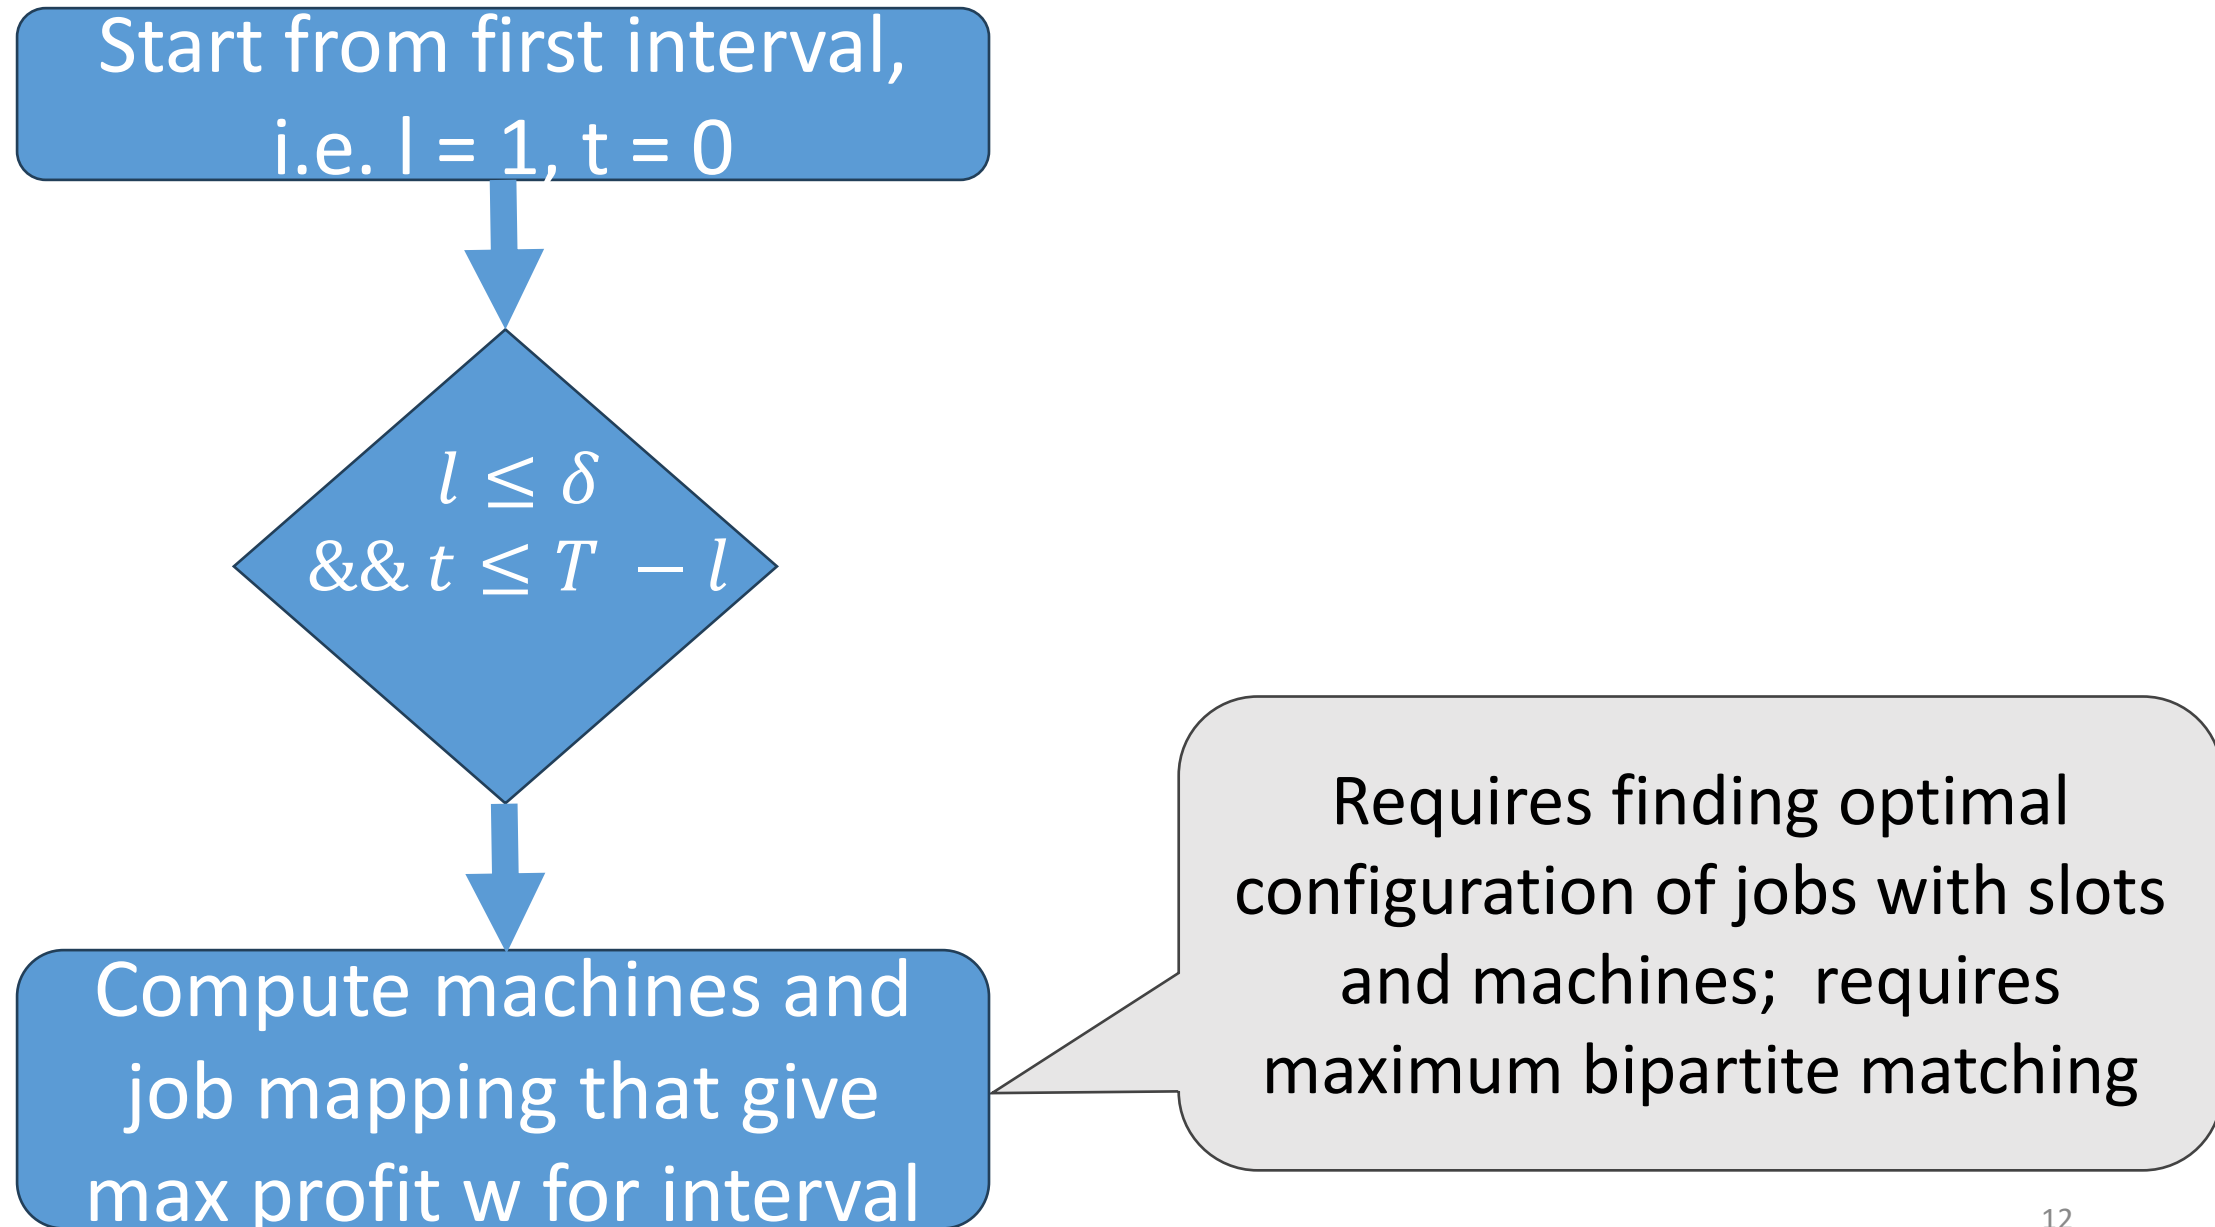 Start from first interval,
i.e. l = 1, t = 0
l ≤ δ
&& t ≤ T − l
Compute machines and
job mapping that give
max profit w for interval
Requires finding optimal
configuration of jobs with slots
and machines;  requires
maximum bipartite matching
12